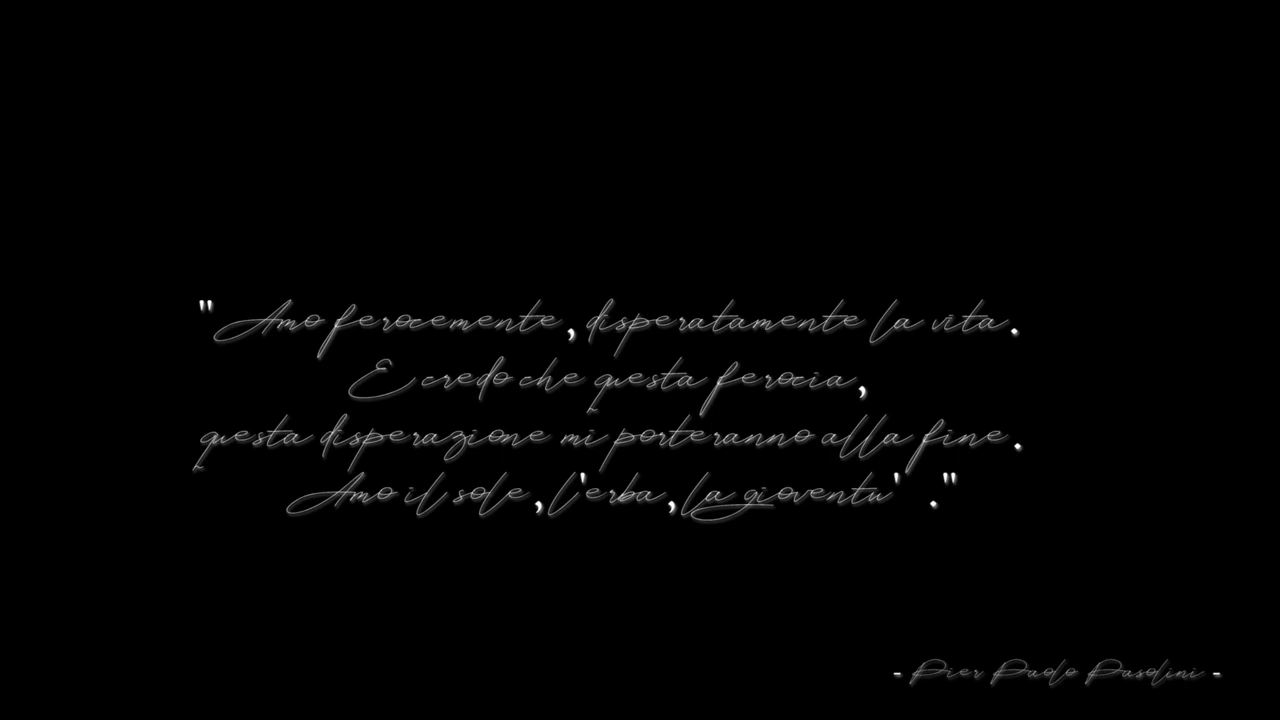 "Amo ferocemente, disperatamente la vita.
E credo che questa ferocia,
questa disperazione mi porteranno alla fine.
Amo il sole, l'erba, la gioventu' ."
- Pier Paolo Pasolini -